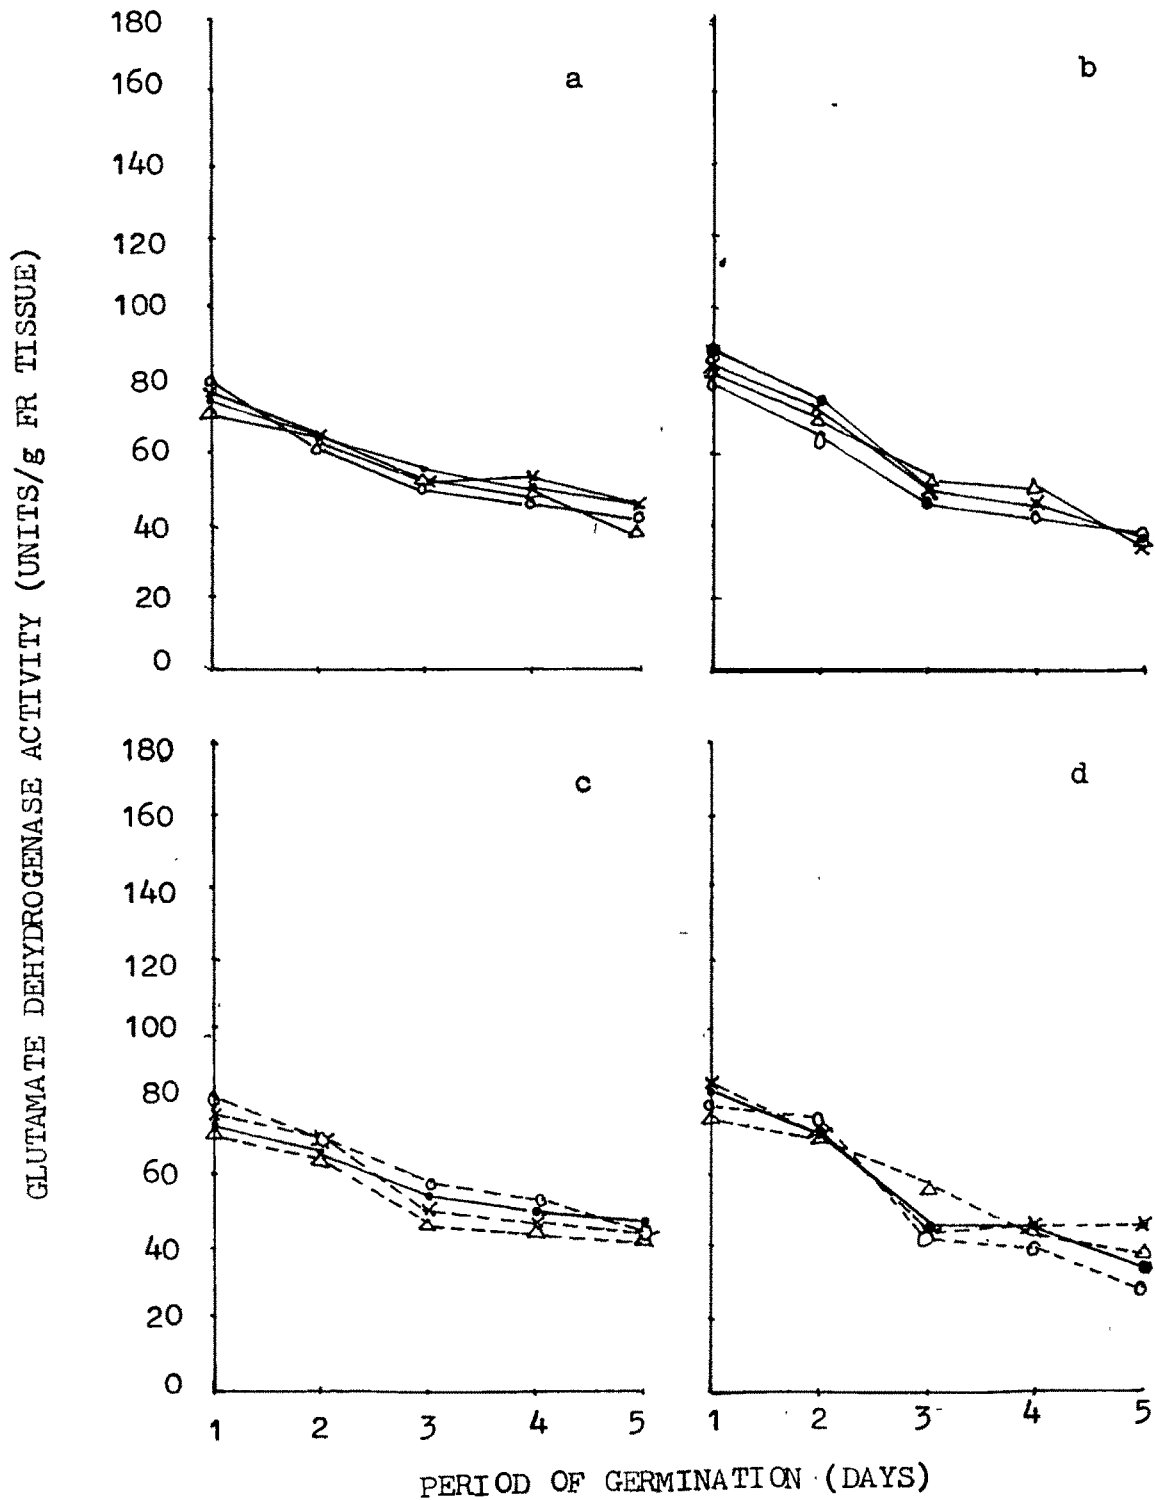 GLUTAMATE DEHYDROGENASE ACTIVITY (UNITS/g FR TISSUE)
180
160
140
120
100
80
60
40
20
0
a
b
180
160
140
120
100
80
60
40
20
0
c
d
1 2 3 4 5
1 2 3 4 5
PERIOD OF GERMINATION (DAYS)